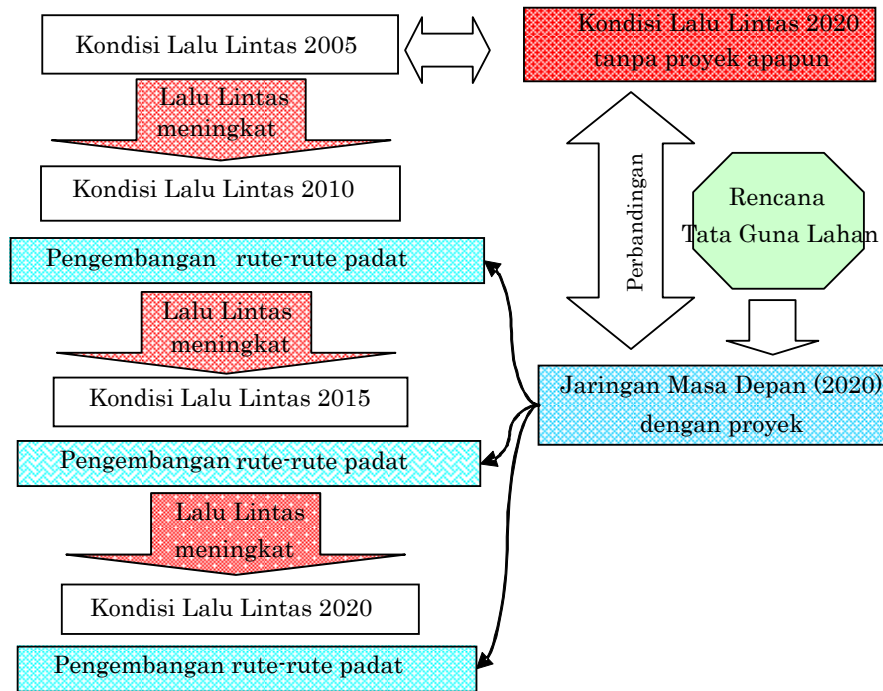 Kondisi Lalu Lintas 2005
Kondisi Lalu Lintas 2020
tanpa proyek apapun
Lalu Lintas
meningkat
Kondisi Lalu Lintas 2010
Perbandingan
Rencana
Tata Guna Lahan
Pengembangan rute-rute padat
Lalu Lintas
meningkat
Kondisi Lalu Lintas 2015
Jaringan Masa Depan (2020)
dengan proyek
Pengembangan rute-rute padat
Lalu Lintas
meningkat
Kondisi Lalu Lintas 2020
Pengembangan rute-rute padat